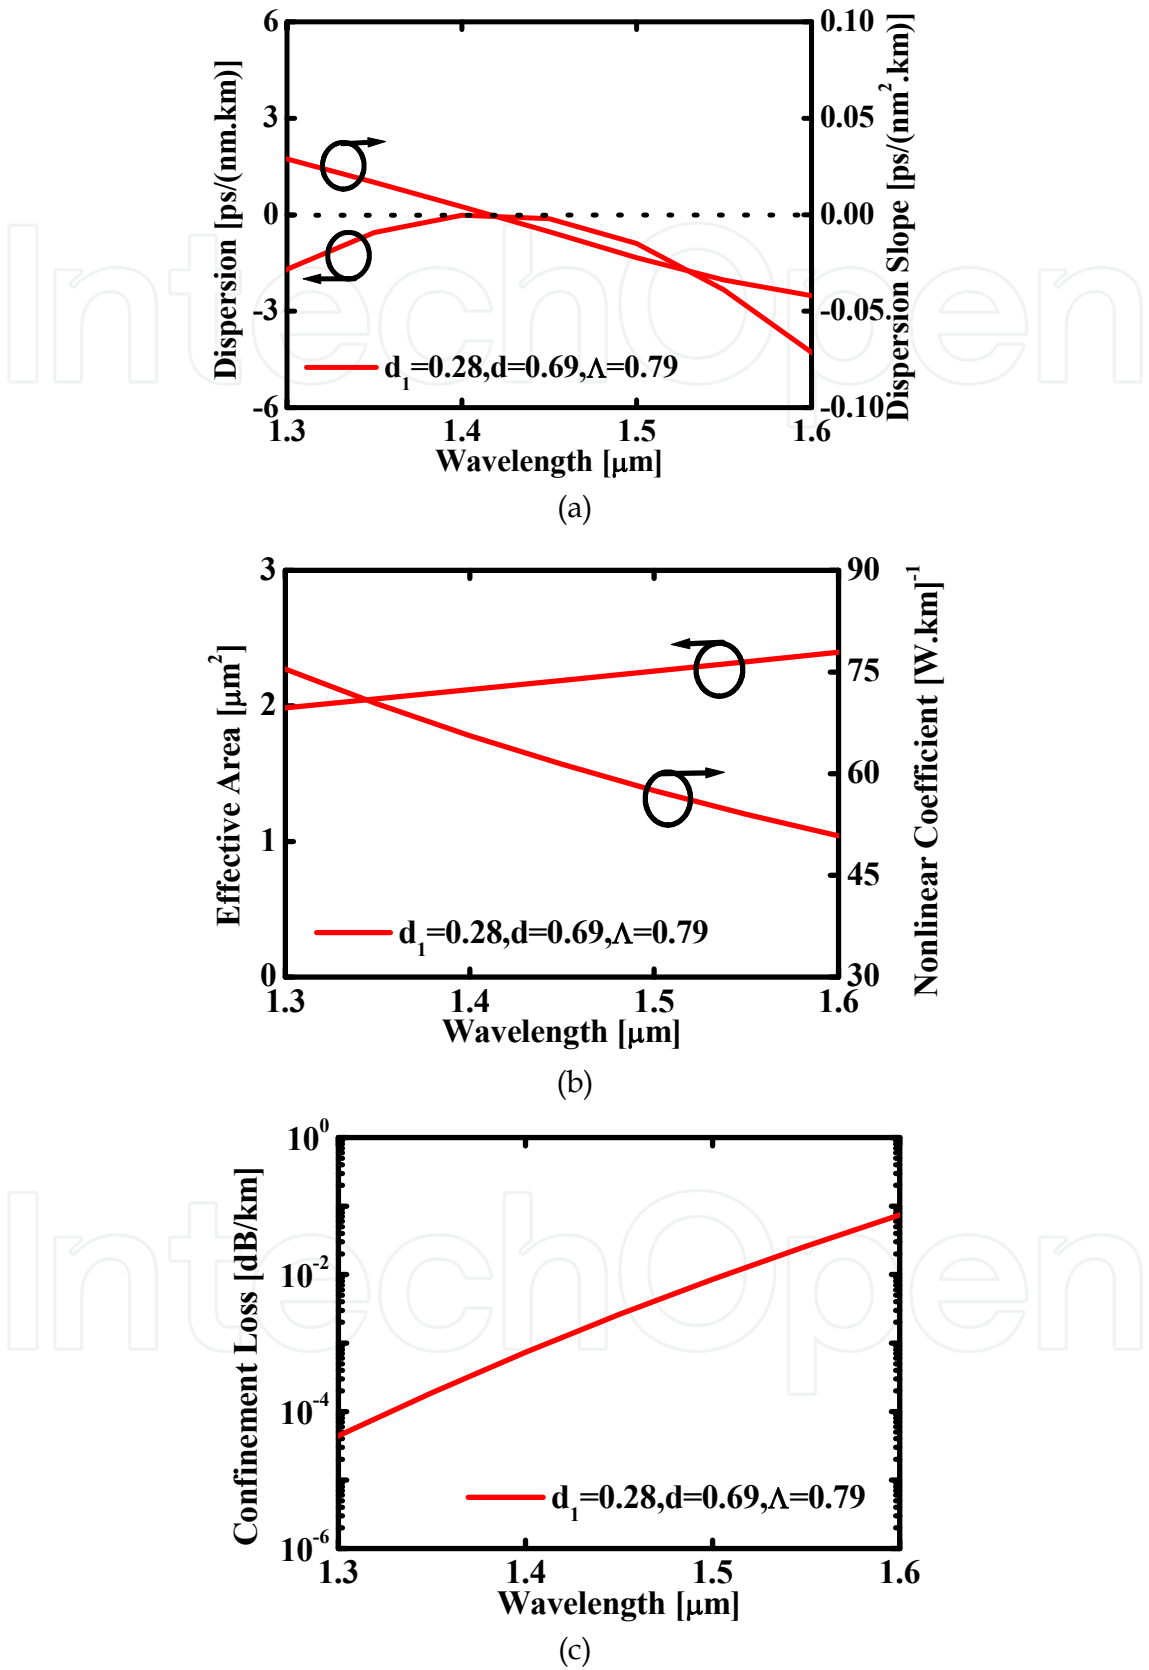 6
3
0
-3
-6
0.10
0.05
0.00
-0.05
-0.10
Dispersion [ps/(nm.km)]
Dispersion Slope [ps/(nm².km)]
d₁=0.28,d=0.69,Λ=0.79
1.3 1.4 1.5 1.6
Wavelength [μm]
(a)
3
2
1
0
90
75
60
45
30
Effective Area [μm²]
Nonlinear Coefficient [W.km]⁻¹
d₁=0.28,d=0.69,Λ=0.79
1.3 1.4 1.5 1.6
Wavelength [μm]
(b)
10⁰
10⁻²
10⁻⁴
10⁻⁶
Confinement Loss [dB/km]
d₁=0.28,d=0.69,Λ=0.79
1.3 1.4 1.5 1.6
Wavelength [μm]
(c)
IntechOpen
IntechOpen